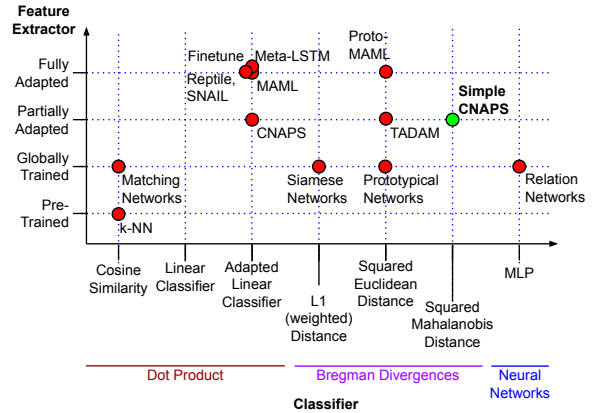 Feature
Extractor
Fully
Adapted
Partially
Adapted
Globally
Trained
Pre-
Trained
Finetune
Meta-LSTM
Reptile,
SNAIL
MAML
Proto-
MAML
Simple
CNAPS
CNAPS
TADAM
Matching
Networks
Siamese
Networks
Prototypical
Networks
Relation
Networks
k-NN
Cosine
Similarity
Linear
Classifier
Adapted
Linear
Classifier
L1
(weighted)
Distance
Squared
Euclidean
Distance
Squared
Mahalanobis
Distance
MLP
Dot Product
Bregman Divergences
Neural
Networks
Classifier